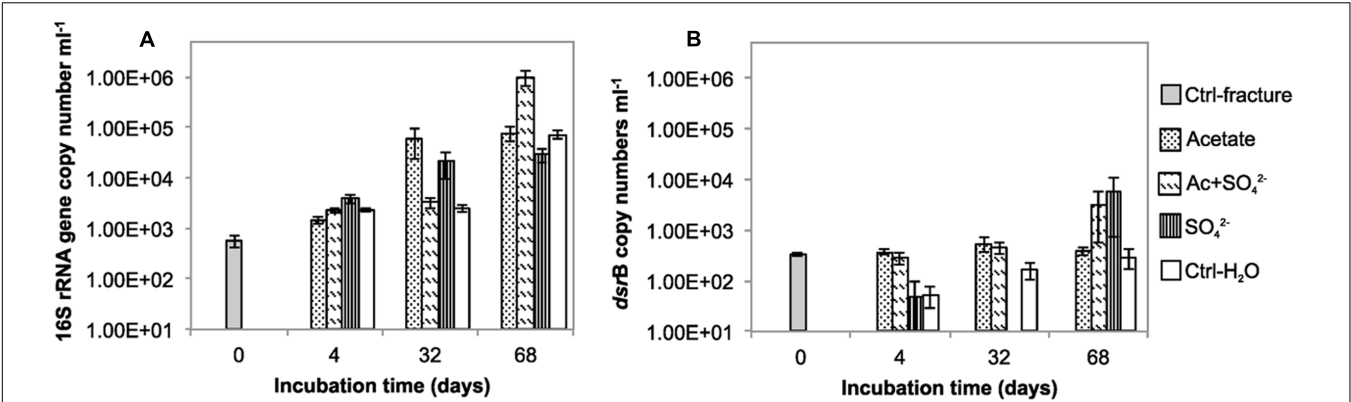 A
16S rRNA gene copy number ml⁻¹
1.00E+06
1.00E+05
1.00E+04
1.00E+03
1.00E+02
1.00E+01
0 4 32 68
Incubation time (days)
B
dsrB copy numbers ml⁻¹
1.00E+06
1.00E+05
1.00E+04
1.00E+03
1.00E+02
1.00E+01
0 4 32 68
Incubation time (days)
Ctrl-fracture
Acetate
Ac+SO₄²⁻
SO₄²⁻
Ctrl-H₂O